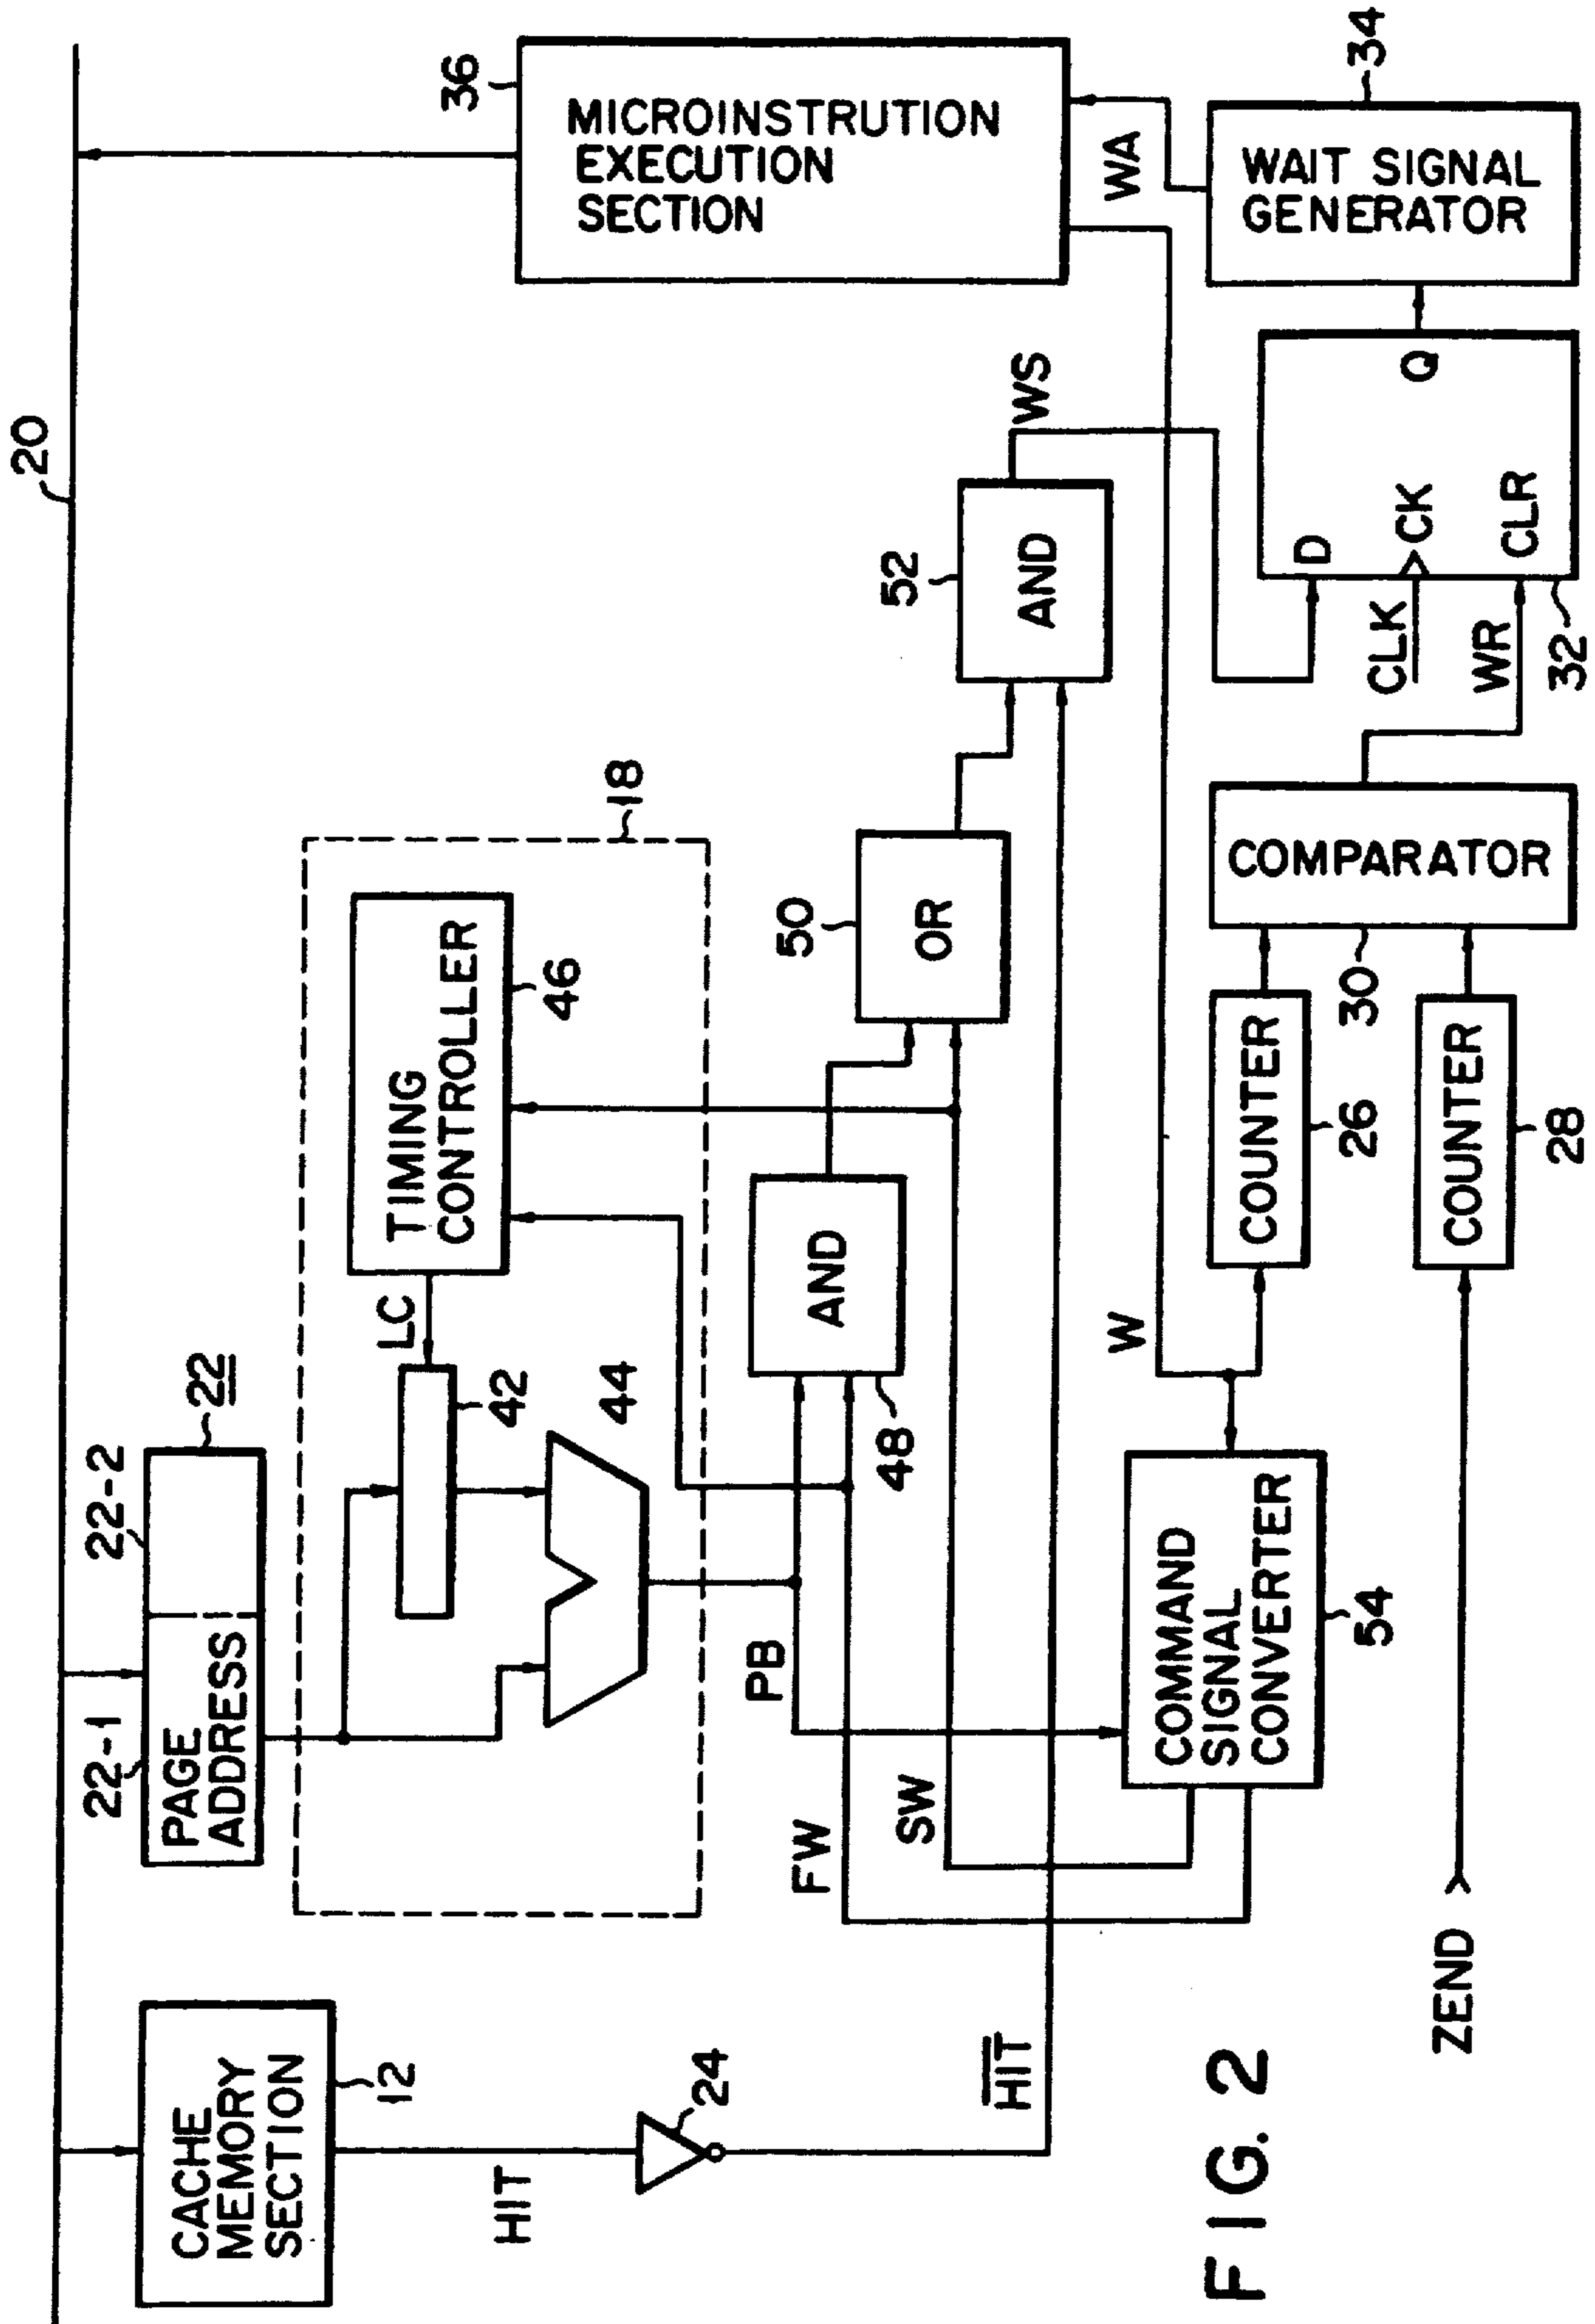 20
CACHE
MEMORY
SECTION
12
HIT
24
HIT
22-1
22-2
22
PAGE
ADDRESS
18
TIMING
CONTROLLER
46
LC
42
44
PB
FW
SW
AND
48
OR
50
AND
52
WS
MICROINSTRUTION
EXECUTION
SECTION
36
WA
WAIT SIGNAL
GENERATOR
34
COMMAND
SIGNAL
CONVERTER
54
W
COUNTER
26
COUNTER
28
COMPARATOR
30
D
CK
CLR
Q
CLK
WR
32
ZEND
FIG. 2